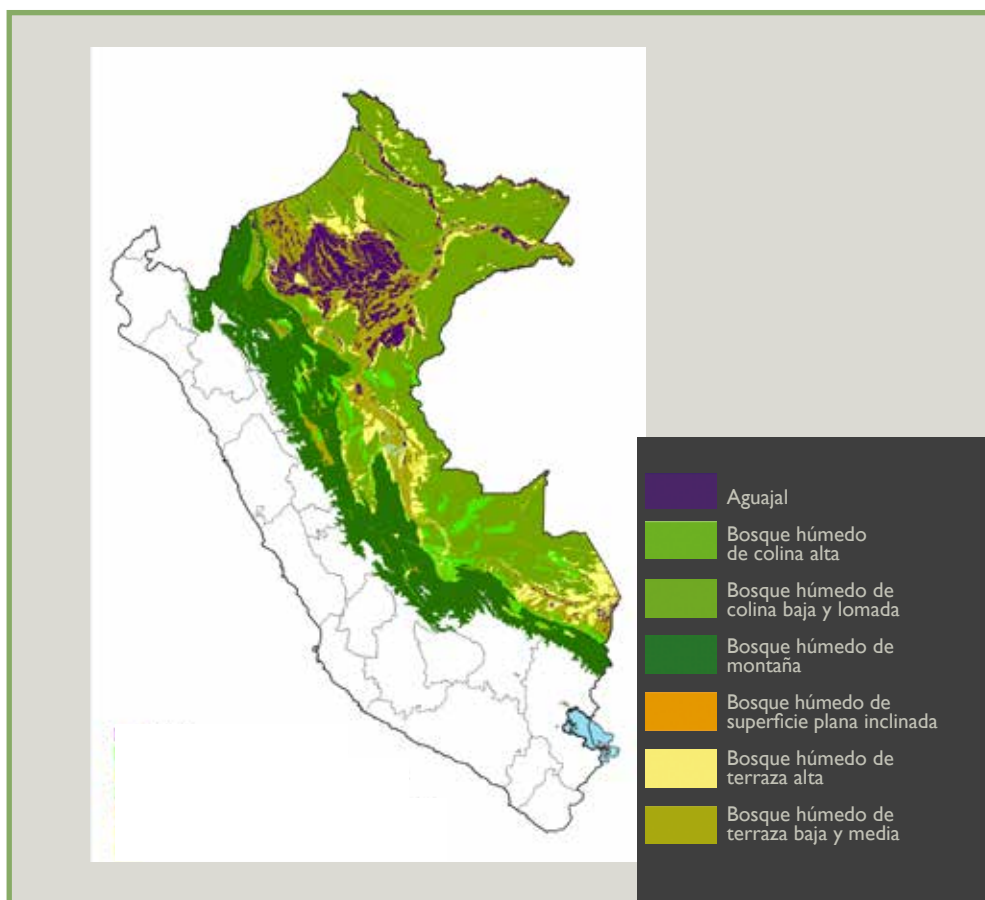 Aguajal
Bosque húmedo
de colina alta
Bosque húmedo de
colina baja y lomada
Bosque húmedo de
montaña
Bosque húmedo de
superficie plana inclinada
Bosque húmedo de
terraza alta
Bosque húmedo de
terraza baja y media